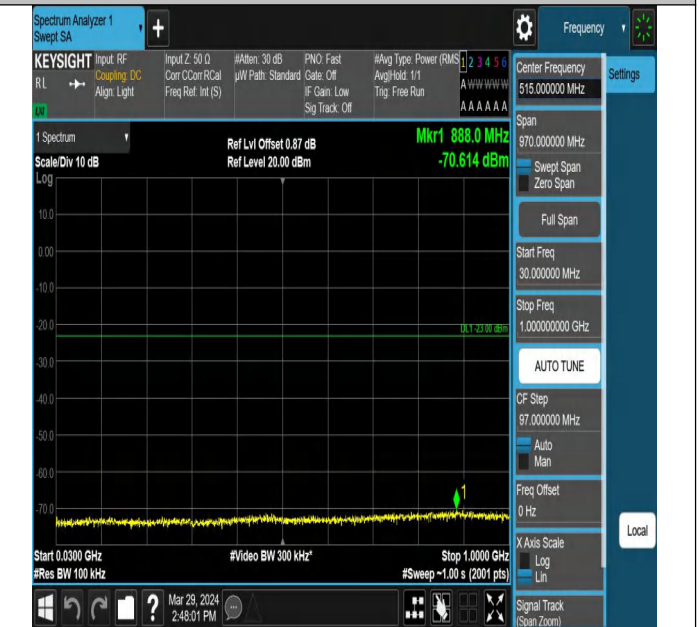 Spectrum Analyzer 1
Swept SA
+
Frequency
KEYSIGHT
RL
Input: RF
Coupling: DC
Align: Light
Input Z: 50 Ω
Corr CCorr RCal
Freq Ref: Int (S)
#Atten: 30 dB
µW Path: Standard
PNO: Fast
Gate: Off
IF Gain: Low
Sig Track: Off
#Avg Type: Power (RMS
Avg|Hold: 1/1
Trig: Free Run
1 2 3 4 5 6
A W W W W W
A A A A A A
1 Spectrum
Scale/Div 10 dB
Ref Lvl Offset 0.87 dB
Ref Level 20.00 dBm
Mkr1 888.0 MHz
-70.614 dBm
Log
10.0
0.00
-10.0
-20.0
DL1 -23.00 dBm
-30.0
-40.0
-50.0
-60.0
-70.0
1
Start 0.0300 GHz
#Res BW 100 kHz
#Video BW 300 kHz*
Stop 1.0000 GHz
#Sweep ~1.00 s (2001 pts)
?
Mar 29, 2024
2:48:01 PM
Center Frequency
515.000000 MHz
Settings
Span
970.000000 MHz
Swept Span
Zero Span
Full Span
Start Freq
30.000000 MHz
Stop Freq
1.000000000 GHz
AUTO TUNE
CF Step
97.000000 MHz
Auto
Man
Freq Offset
0 Hz
X Axis Scale
Log
Lin
Local
Signal Track
(Span Zoom)